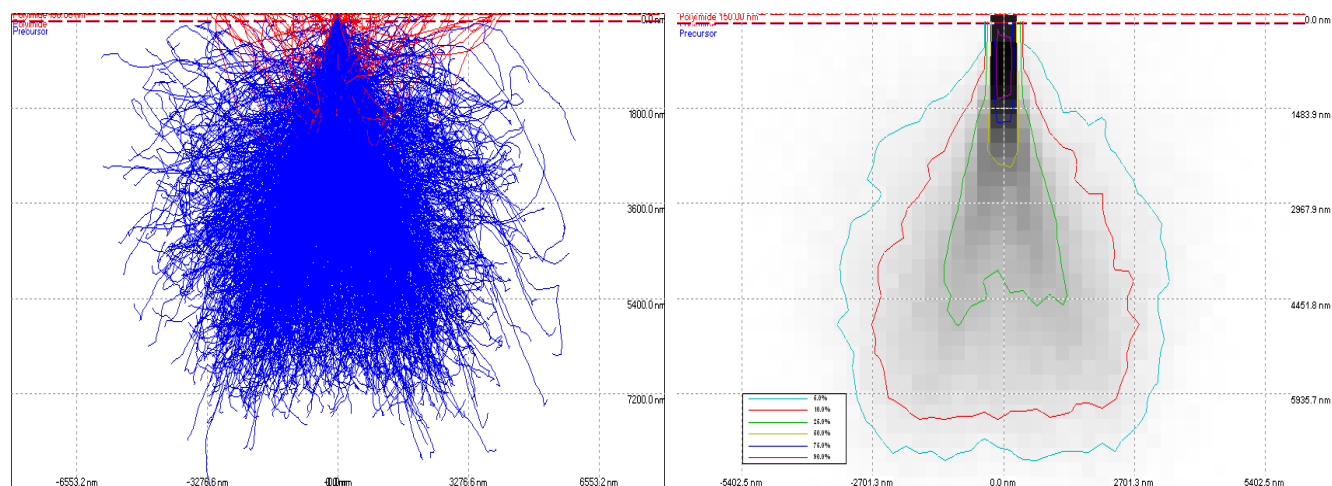 Polyimide 150.00 nm
Polyimide
Precursor
0.0 nm
1800.0 nm
3600.0 nm
5400.0 nm
7200.0 nm
-6553.2 nm
-3276.6 nm
3276.6 nm
6553.2 nm
Polyimide 150.00 nm
Precursor
0.0 nm
1483.9 nm
2967.9 nm
4451.8 nm
5935.7 nm
5.0%
10.0%
25.0%
50.0%
75.0%
90.0%
-5402.5 nm
-2701.3 nm
0.0 nm
2701.3 nm
5402.5 nm